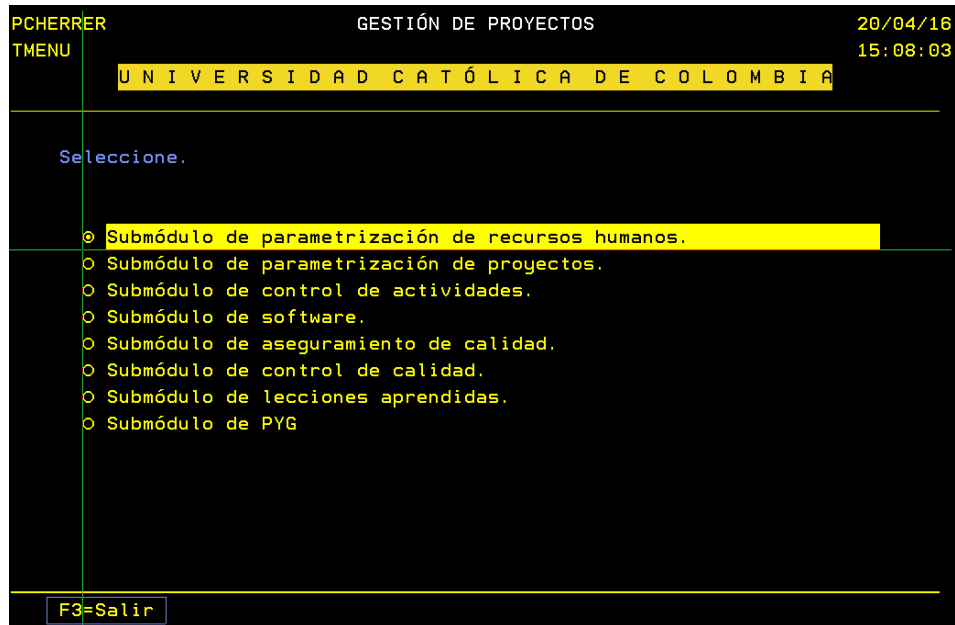 PCHERRER GESTIÓN DE PROYECTOS 20/04/16
TMENU 15:08:03
U N I V E R S I D A D   C A T Ó L I C A   D E   C O L O M B I A
Seleccione.
Submódulo de parametrización de recursos humanos.
Submódulo de parametrización de proyectos.
Submódulo de control de actividades.
Submódulo de software.
Submódulo de aseguramiento de calidad.
Submódulo de control de calidad.
Submódulo de lecciones aprendidas.
Submódulo de PYG
F3=Salir